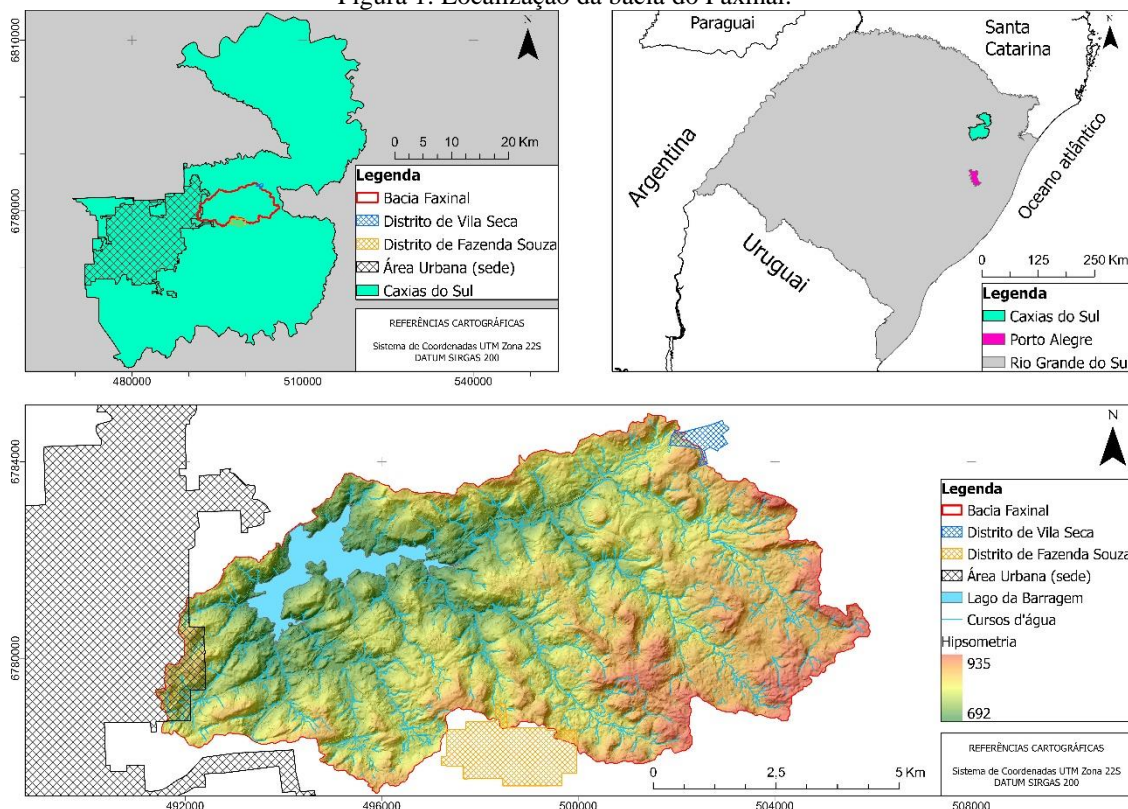 Figura 1: Localização da bacia do Faxinal.
6810000
6780000
N
0 5 10 20 Km
Legenda
Bacia Faxinal
Distrito de Vila Seca
Distrito de Fazenda Souza
Área Urbana (sede)
Caxias do Sul
REFERÊNCIAS CARTOGRÁFICAS
Sistema de Coordenadas UTM Zona 22S
DATUM SIRGAS 200
480000 510000 540000
Paraguai
Santa
Catarina
N
Argentina
Uruguai
Oceano atlântico
0 125 250 Km
Legenda
Caxias do Sul
Porto Alegre
Rio Grande do Su
6784000
6780000
N
Legenda
Bacia Faxinal
Distrito de Vila Seca
Distrito de Fazenda Souza
Área Urbana (sede)
Lago da Barragem
Cursos d'água
Hipsometria
935
692
REFERÊNCIAS CARTOGRÁFICAS
Sistema de Coordenadas UTM Zona 22S
DATUM SIRGAS 200
0 2,5 5 Km
492000 496000 500000 504000 508000